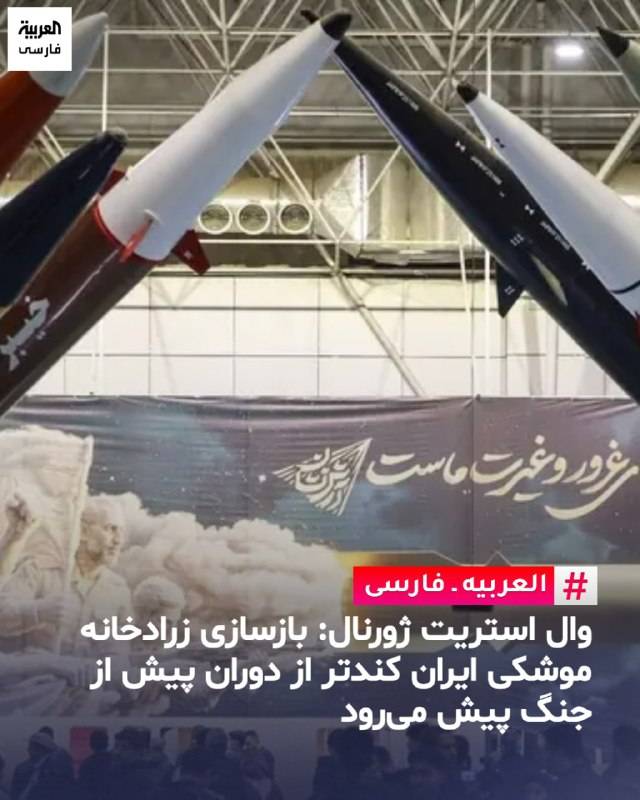 العربية
فارسی
خیبر
ی غرور و غیرت ماست
# العربیه ـ فارسی
وال استریت ژورنال: بازسازی زرادخانه
موشکی ایران کندتر از دوران پیش از
جنگ پیش می‌رود